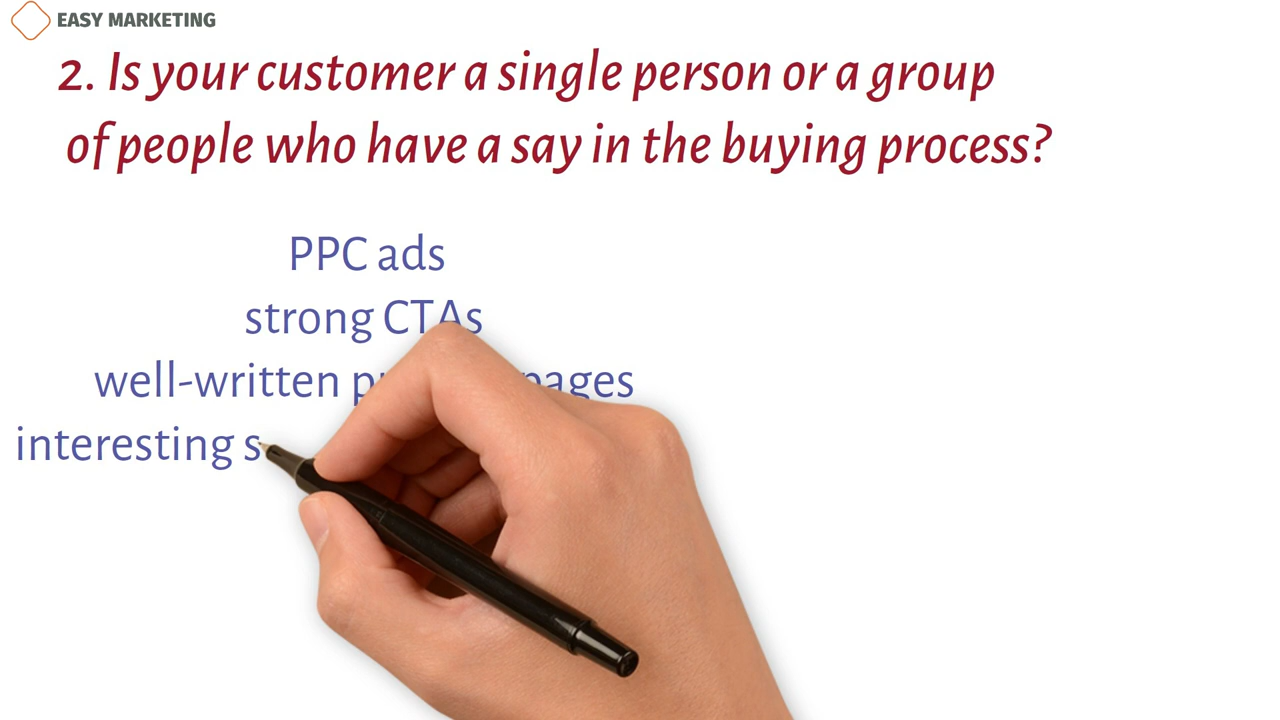 EASY MARKETING
2. Is your customer a single person or a group
of people who have a say in the buying process?
PPC ads
strong CTAs
well-written pages
interesting s